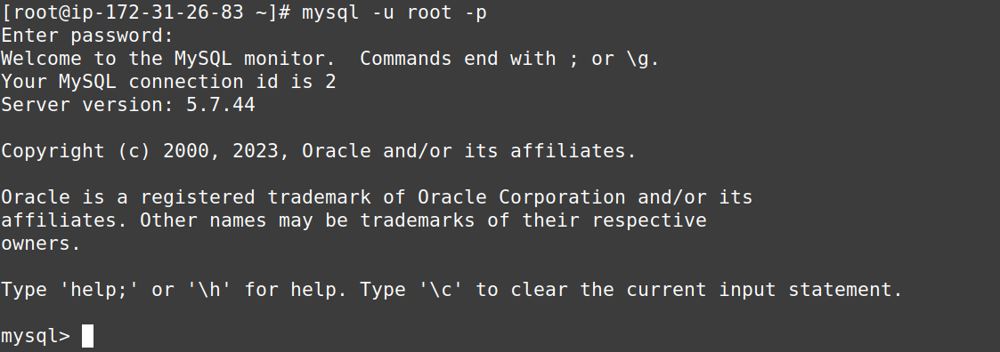 [root@ip-172-31-26-83 ~]# mysql -u root -p
Enter password:
Welcome to the MySQL monitor.  Commands end with ; or \g.
Your MySQL connection id is 2
Server version: 5.7.44
Copyright (c) 2000, 2023, Oracle and/or its affiliates.
Oracle is a registered trademark of Oracle Corporation and/or its
affiliates. Other names may be trademarks of their respective
owners.
Type 'help;' or '\h' for help. Type '\c' to clear the current input statement.
mysql>